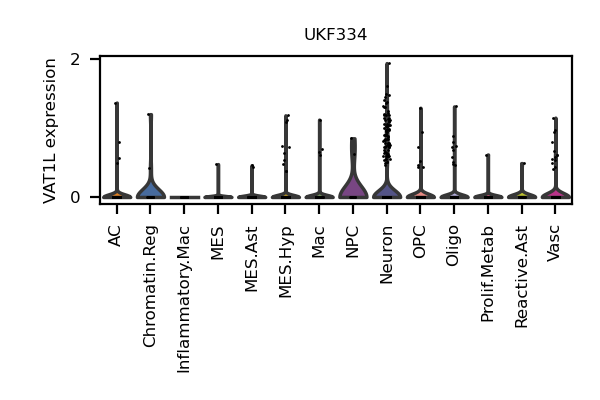 UKF334
VAT1L expression
2
0
AC
Chromatin.Reg
Inflammatory.Mac
MES
MES.Ast
MES.Hyp
Mac
NPC
Neuron
OPC
Oligo
Prolif.Metab
Reactive.Ast
Vasc